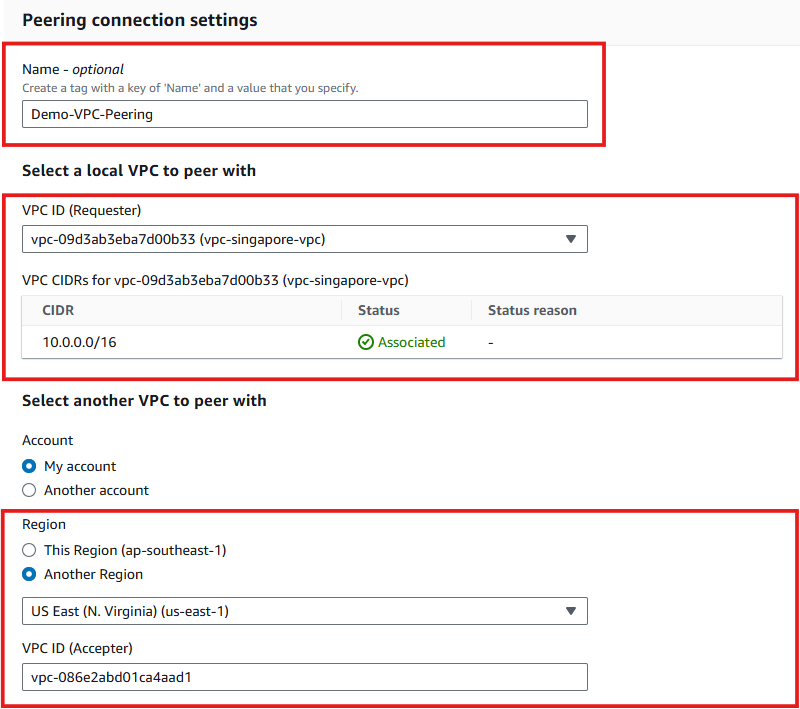 Peering connection settings
Name - optional
Create a tag with a key of 'Name' and a value that you specify.
Demo-VPC-Peering
Select a local VPC to peer with
VPC ID (Requester)
vpc-09d3ab3eba7d00b33 (vpc-singapore-vpc)
VPC CIDRs for vpc-09d3ab3eba7d00b33 (vpc-singapore-vpc)
CIDR Status Status reason
10.0.0.0/16 Associated -
Select another VPC to peer with
Account
My account
Another account
Region
This Region (ap-southeast-1)
Another Region
US East (N. Virginia) (us-east-1)
VPC ID (Accepter)
vpc-086e2abd01ca4aad1